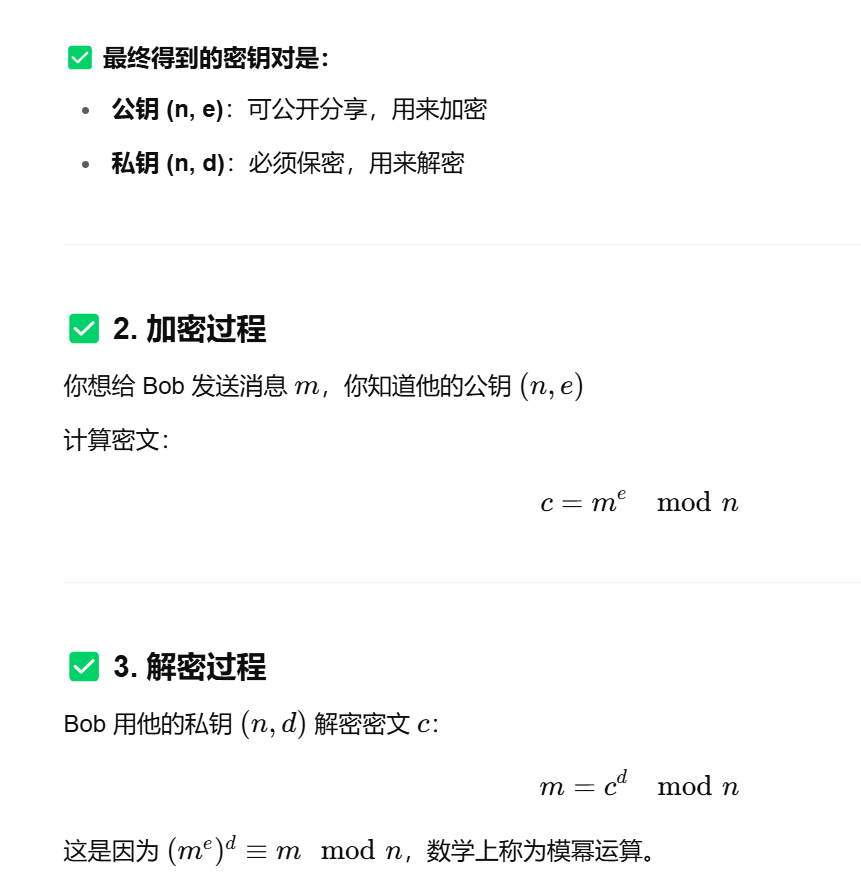 ✅ 最终得到的密钥对是：
• 公钥 (n, e)：可公开分享，用来加密
• 私钥 (n, d)：必须保密，用来解密
✅ 2. 加密过程
你想给 Bob 发送消息 m，你知道他的公钥 (n, e)
计算密文：
c = mᵉ mod n
✅ 3. 解密过程
Bob 用他的私钥 (n, d) 解密密文 c：
m = cᵈ mod n
这是因为 (mᵉ)ᵈ ≡ m mod n，数学上称为模幂运算。